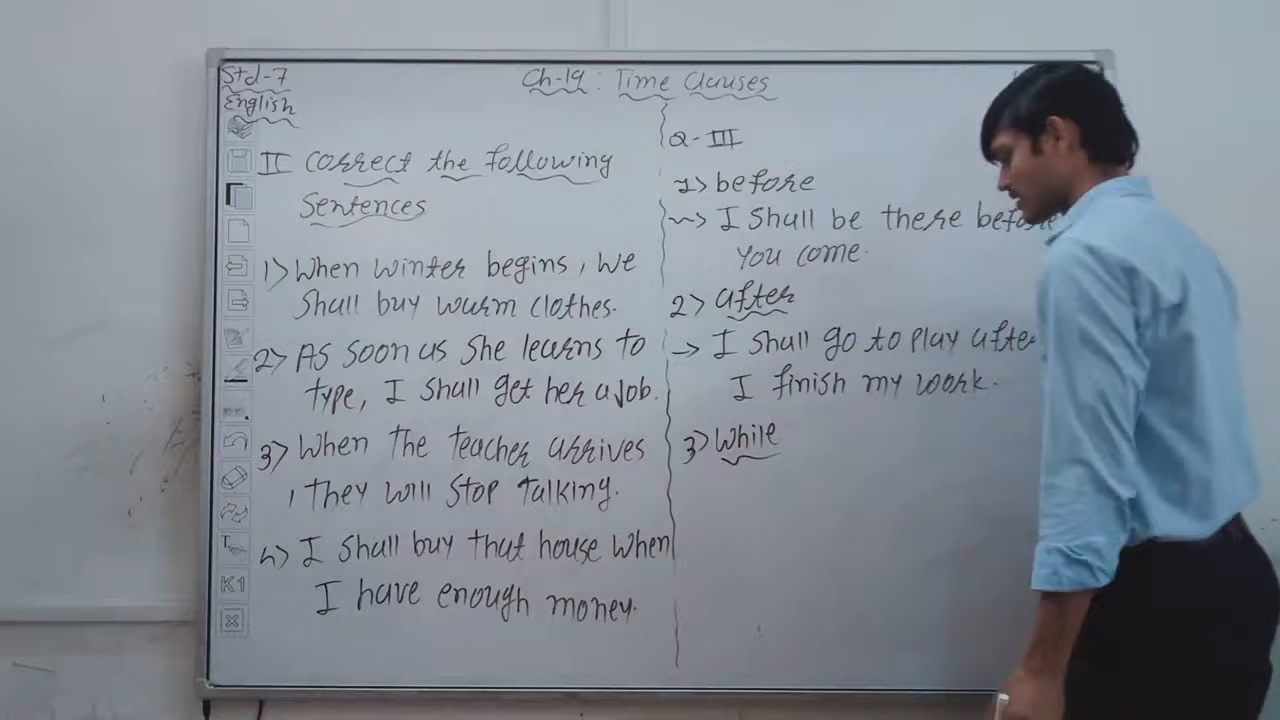 Std-7
English
Ch-19 : Time Clauses
II Correct the following
Sentences
1) When winter begins, we
shall buy warm clothes.
2) As soon as she learns to
type, I shall get her a job.
3) When the teacher arrives
, they will stop talking.
4) I shall buy that house when
I have enough money.
Q-III
1) before
I shall be there before
you come.
2) after
→ I shall go to play after
I finish my work.
3) While
T
K1